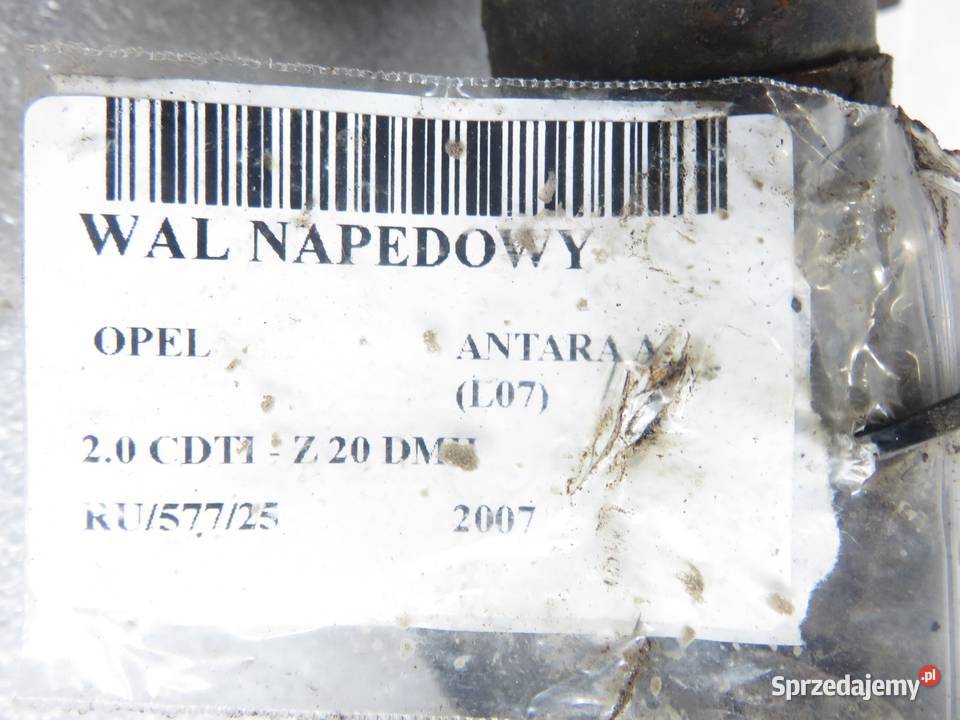 WAL NAPEDOWY
OPEL ANTARA A
(L07)
2.0 CDTI - Z 20 DMH
RU/577/25 2007
Sprzedajemy.pl